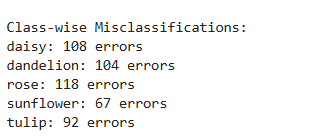 Class-wise Misclassifications:
daisy: 108 errors
dandelion: 104 errors
rose: 118 errors
sunflower: 67 errors
tulip: 92 errors